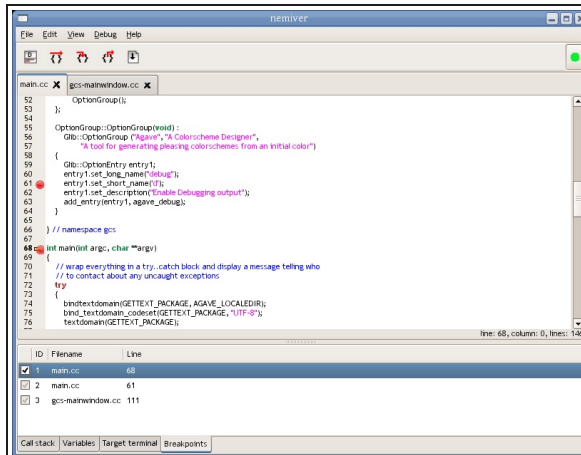 nemiver
File Edit View Debug Help
main.cc gcs-mainwindow.cc
52 OptionGroup();
53 };
54
55 OptionGroup::OptionGroup(void) :
56 Glib::OptionGroup ("Agave", "A Colorscheme Designer",
57 "A tool for generating pleasing colorschemes from an initial color")
58 {
59 Glib::OptionEntry entry1;
60 entry1.set_long_name("debug");
61 entry1.set_short_name('d');
62 entry1.set_description("Enable Debugging output");
63 add_entry(entry1, agave_debug);
64 }
65
66 } // namespace gcs
67
68 int main(int argc, char **argv)
69 {
70 // wrap everything in a try..catch block and display a message telling who
71 // to contact about any uncaught exceptions
72 try
73 {
74 bindtextdomain(GETTEXT_PACKAGE, AGAVE_LOCALEDIR);
75 bind_textdomain_codeset(GETTEXT_PACKAGE, "UTF-8");
76 textdomain(GETTEXT_PACKAGE);
line: 68, column: 0, lines: 146
ID Filename Line
1 main.cc 68
2 main.cc 61
3 gcs-mainwindow.cc 111
Call stack Variables Target terminal Breakpoints